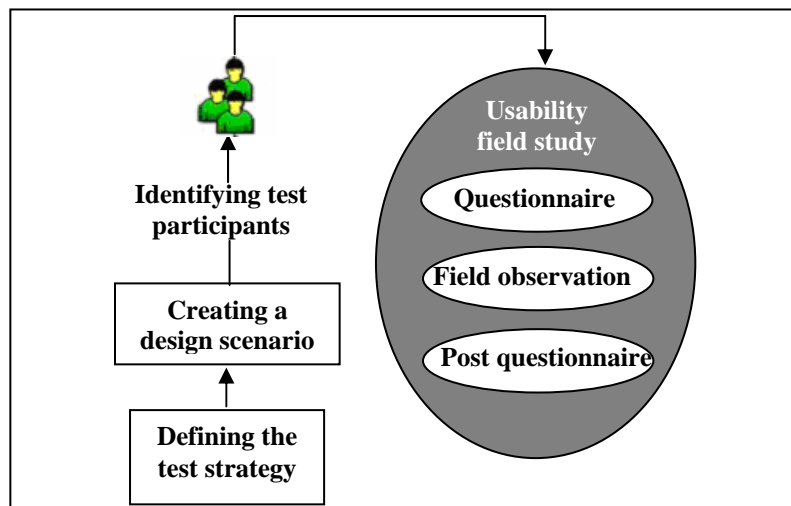 Usability
field study
Questionnaire
Field observation
Post questionnaire
Identifying test
participants
Creating a
design scenario
Defining the
test strategy